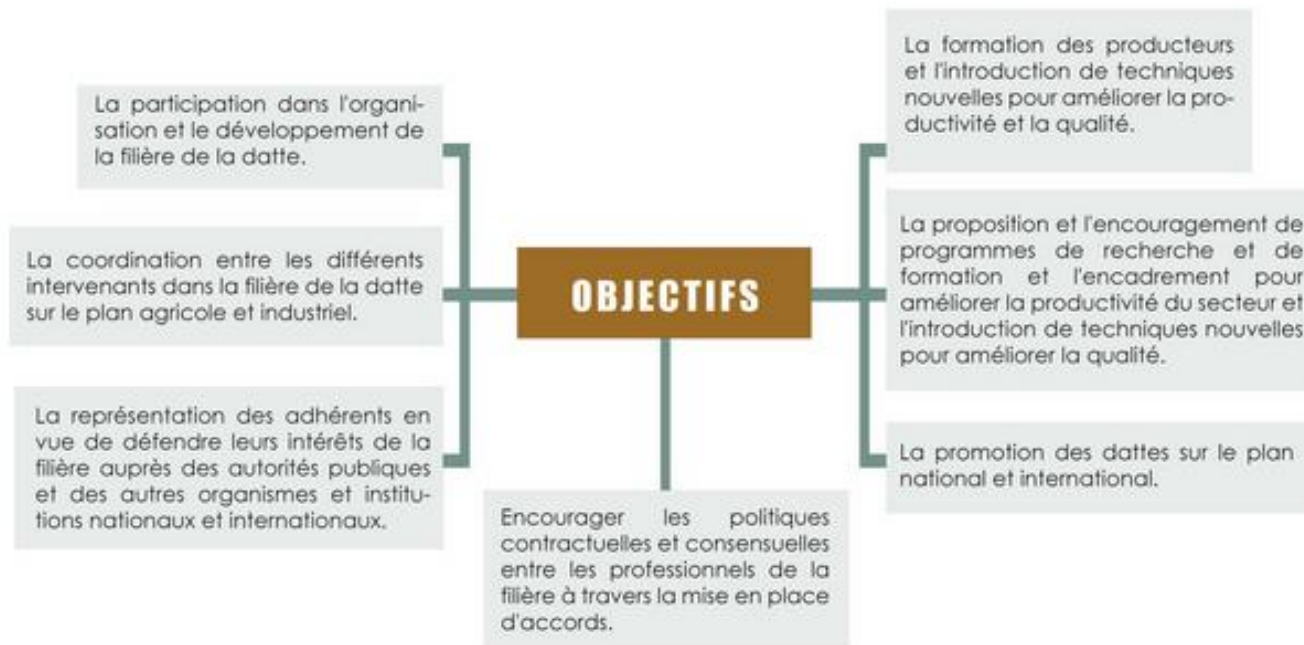 La participation dans l'organi-
sation et le développement de
la filière de la datte.
La coordination entre les différents
intervenants dans la filière de la datte
sur le plan agricole et industriel.
La représentation des adhérents en
vue de défendre leurs intérêts de la
filière auprès des autorités publiques
et des autres organismes et institu-
tions nationaux et internationaux.
OBJECTIFS
Encourager les politiques
contractuelles et consensuelles
entre les professionnels de la
filière à travers la mise en place
d'accords.
La formation des producteurs
et l'introduction de techniques
nouvelles pour améliorer la pro-
ductivité et la qualité.
La proposition et l'encouragement de
programmes de recherche et de
formation et l'encadrement pour
améliorer la productivité du secteur et
l'introduction de techniques nouvelles
pour améliorer la qualité.
La promotion des dattes sur le plan
national et international.